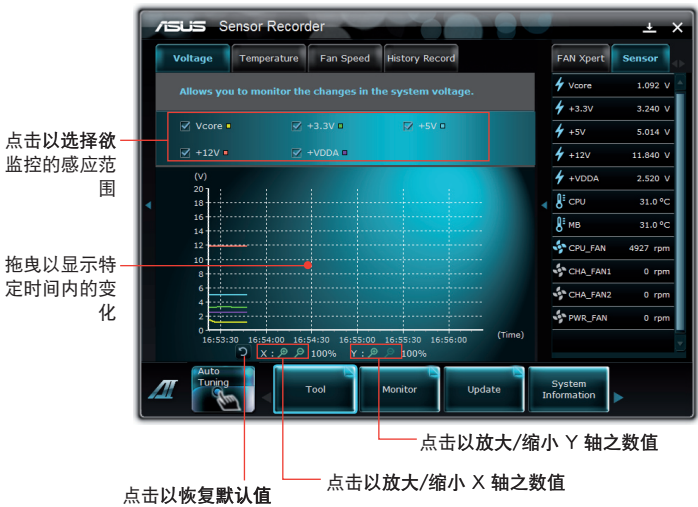 ASUS Sensor Recorder
Voltage Temperature Fan Speed History Record
FAN Xpert Sensor
Allows you to monitor the changes in the system voltage.
Vcore +3.3V +5V
+12V +VDDA
点击以选择欲
监控的感应范
围
拖曳以显示特
定时间内的变
化
(V)
20
18
16
14
12
10
8
6
4
2
0
16:53:30 16:54:00 16:54:30 16:55:00 16:55:30 16:56:00
(Time)
X : 100% Y : 100%
Vcore 1.092 V
+3.3V 3.240 V
+5V 5.014 V
+12V 11.840 V
+VDDA 2.520 V
CPU 31.0 ºC
MB 31.0 ºC
CPU_FAN 4927 rpm
CHA_FAN1 0 rpm
CHA_FAN2 0 rpm
PWR_FAN 0 rpm
Auto
Tuning
Tool
Monitor
Update
System
Information
点击以放大/缩小 Y 轴之数值
点击以放大/缩小 X 轴之数值
点击以恢复默认值